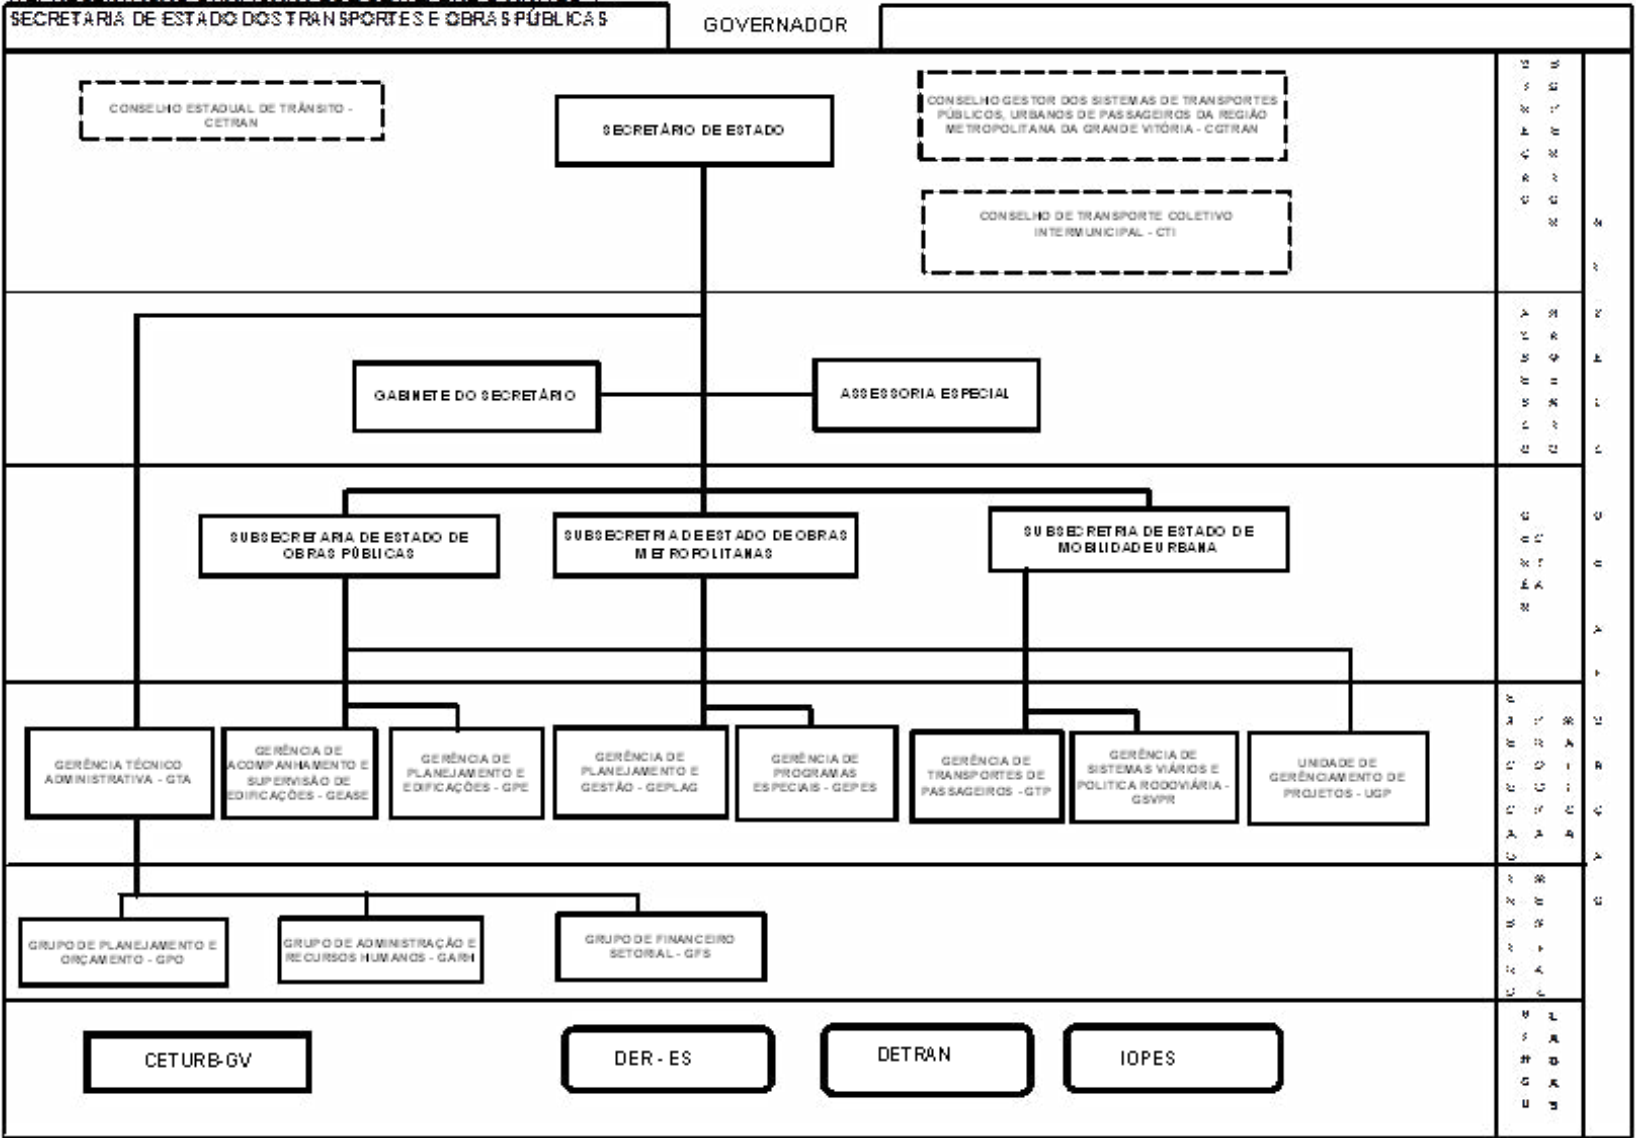 SECRETARIA DE ESTADO DOS TRANSPORTES E OBRAS PÚBLICAS
GOVERNADOR
CONSELHO ESTADUAL DE TRÂNSITO -
CETRAN
SECRETÁRIO DE ESTADO
CONSELHO GESTOR DOS SISTEMAS DE TRANSPORTES
PÚBLICOS, URBANOS DE PASSAGEIROS DA REGIÃO
METROPOLITANA DA GRANDE VITÓRIA - CGTRAN
CONSELHO DE TRANSPORTE COLETIVO
INTERMUNICIPAL - CTI
GABINETE DO SECRETÁRIO
ASSESSORIA ESPECIAL
SUBSECRETARIA DE ESTADO DE
OBRAS PÚBLICAS
SUBSECRETRIA DE ESTADO DE OBRAS
METROPOLITANAS
SUBSECRETRIA DE ESTADO DE
MOBILIDADE URBANA
GERÊNCIA TÉCNICO
ADMINISTRATIVA - GTA
GERÊNCIA DE
ACOMPANHAMENTO E
SUPERVISÃO DE
EDIFICAÇÕES - GEASE
GERÊNCIA DE
PLANEJAMENTO E
EDIFICAÇÕES - GPE
GERÊNCIA DE
PLANEJAMENTO E
GESTÃO - GEPLAG
GERÊNCIA DE
PROGRAMAS
ESPECIAIS - GEPES
GERÊNCIA DE
TRANSPORTES DE
PASSAGEIROS - GTP
GERÊNCIA DE
SISTEMAS VIÁRIOS E
POLITICA RODOVIÁRIA -
GSVPR
UNIDADE DE
GERÊNCIAMENTO DE
PROJETOS - UGP
GRUPO DE PLANEJAMENTO E
ORÇAMENTO - GPO
GRUPO DE ADMINISTRAÇÃO E
RECURSOS HUMANOS - GARH
GRUPO DE FINANCEIRO
SETORIAL - GFS
CETURB-GV
DER - ES
DETRAN
IOPES